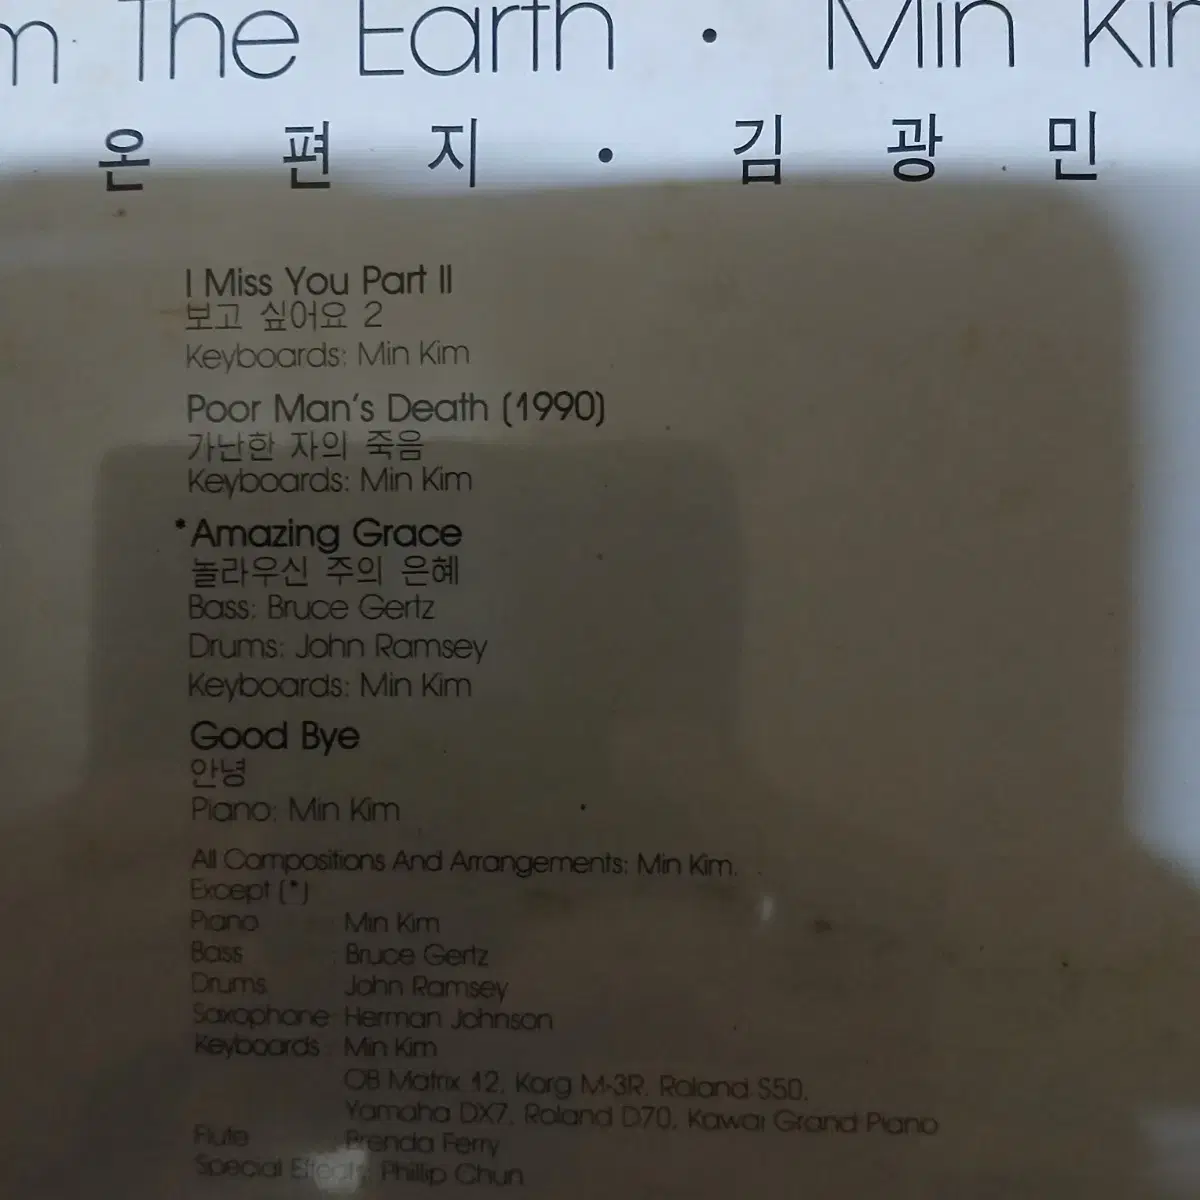 m The Earth · Min Kim
온 편 지 · 김 광 민
I Miss You Part II
보고 싶어요 2
Keyboards: Min Kim
Poor Man's Death (1990)
가난한 자의 죽음
Keyboards: Min Kim
*Amazing Grace
놀라우신 주의 은혜
Bass: Bruce Gertz
Drums: John Ramsey
Keyboards: Min Kim
Good Bye
안녕
Piano: Min Kim
All Compositions And Arrangements: Min Kim.
Except (*)
Piano : Min Kim
Bass : Bruce Gertz
Drums : John Ramsey
Saxophone : Herman Johnson
Keyboards : Min Kim
OB Matrix 12, Korg M-3R, Roland S50,
Yamaha DX7, Roland D70, Kawai Grand Piano
Flute : Brenda Ferry
Special Effects : Phillip Chun